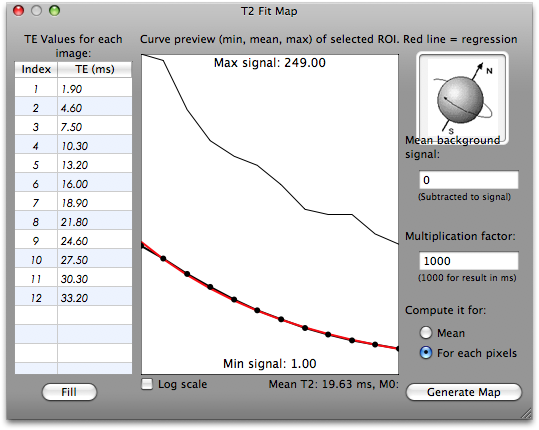 T2 Fit Map
TE Values for each
image:
Index TE (ms)
1 1.90
2 4.60
3 7.50
4 10.30
5 13.20
6 16.00
7 18.90
8 21.80
9 24.60
10 27.50
11 30.30
12 33.20
Fill
Curve preview (min, mean, max) of selected ROI. Red line = regression
Max signal: 249.00
Min signal: 1.00
Log scale
Mean T2: 19.63 ms, M0:
N
S
Mean background
signal:
0
(Subtracted to signal)
Multiplication factor:
1000
(1000 for result in ms)
Compute it for:
Mean
For each pixels
Generate Map